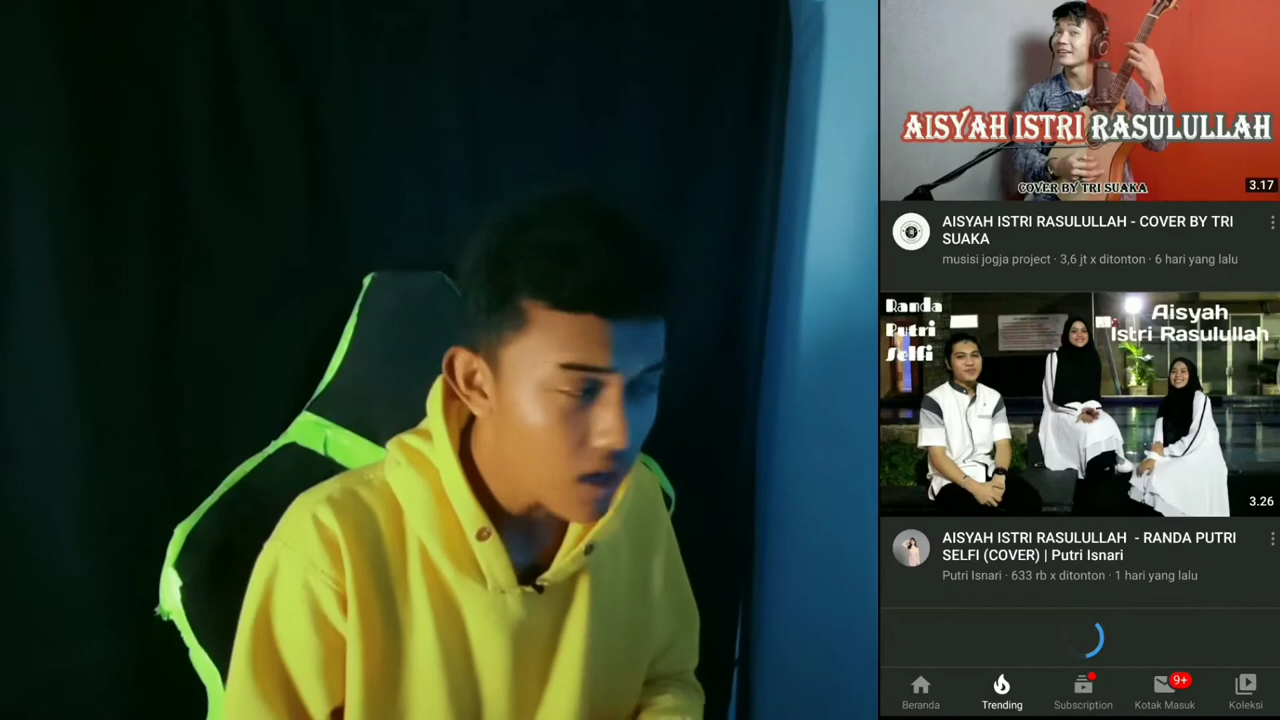 AISYAH ISTRI RASULULLAH
COVER BY TRI SUAKA
3.17
AISYAH ISTRI RASULULLAH - COVER BY TRI
SUAKA
musisi jogja project · 3,6 jt x ditonton · 6 hari yang lalu
Randa
Putri
Selfi
Aisyah
Istri Rasulullah
3.26
AISYAH ISTRI RASULULLAH - RANDA PUTRI
SELFI (COVER) | Putri Isnari
Putri Isnari · 633 rb x ditonton · 1 hari yang lalu
9+
Beranda
Trending
Subscription
Kotak Masuk
Koleksi